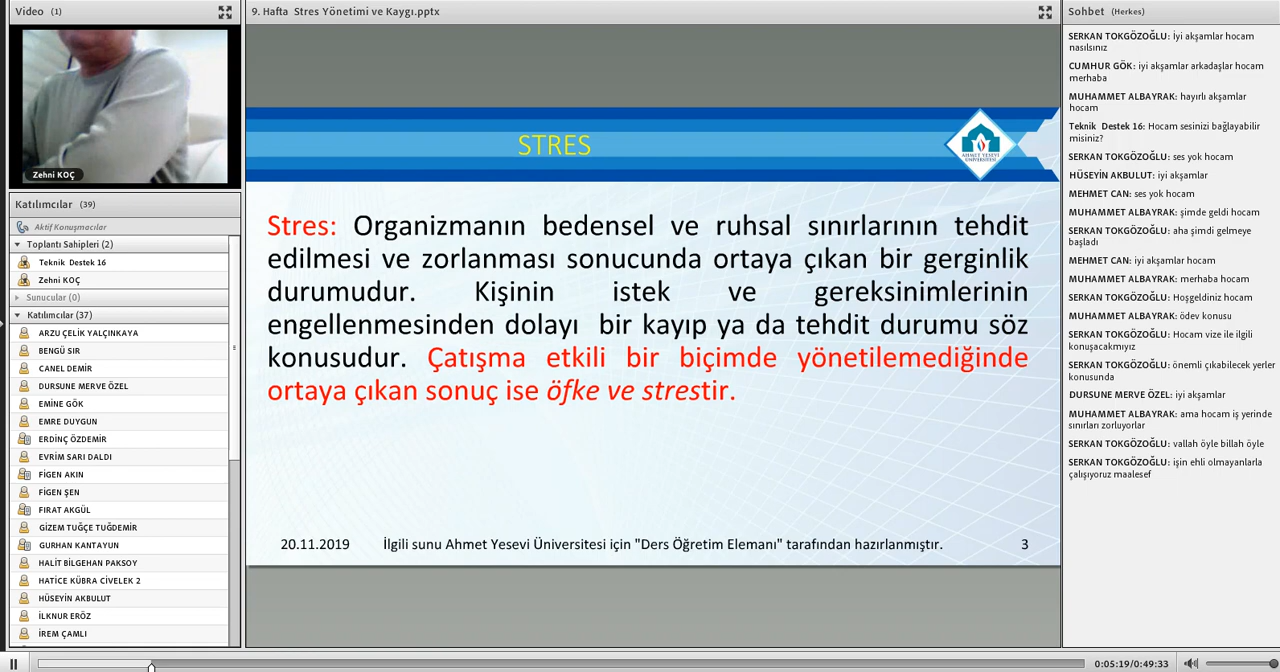 Video (1)
Zehni KOÇ
Katılımcılar (39)
Aktif Konuşmacılar
Toplantı Sahipleri (2)
Teknik Destek 16
Zehni KOÇ
Sunucular (0)
Katılımcılar (37)
ARZU ÇELİK YALÇINKAYA
BENGÜ SIR
CANEL DEMİR
DURSUNE MERVE ÖZEL
EMİNE GÖK
EMRE DUYGUN
ERDİNÇ ÖZDEMİR
EVRİM SARI DALDI
FİGEN AKIN
FİGEN ŞEN
FIRAT AKGÜL
GİZEM TUĞÇE TUĞDEMİR
GURHAN KANTAYUN
HALİT BİLGEHAN PAKSOY
HATİCE KÜBRA CİVELEK 2
HÜSEYİN AKBULUT
İLKNUR ERÖZ
İREM ÇAMLI
9. Hafta Stres Yönetimi ve Kaygı.pptx
STRES
AHMET YESEVİ
ÜNİVERSİTESİ
Stres: Organizmanın bedensel ve ruhsal sınırlarının tehdit
edilmesi ve zorlanması sonucunda ortaya çıkan bir gerginlik
durumudur. Kişinin istek ve gereksinimlerinin
engellenmesinden dolayı bir kayıp ya da tehdit durumu söz
konusudur. Çatışma etkili bir biçimde yönetilemediğinde
ortaya çıkan sonuç ise öfke ve strestir.
20.11.2019 İlgili sunu Ahmet Yesevi Üniversitesi için "Ders Öğretim Elemanı" tarafından hazırlanmıştır. 3
Sohbet (Herkes)
SERKAN TOKGÖZOĞLU: İyi akşamlar hocam
nasılsınız
CUMHUR GÖK: iyi akşamlar arkadaşlar hocam
merhaba
MUHAMMET ALBAYRAK: hayırlı akşamlar
hocam
Teknik Destek 16: Hocam sesinizi bağlayabilir
misiniz?
SERKAN TOKGÖZOĞLU: ses yok hocam
HÜSEYİN AKBULUT: iyi akşamlar
MEHMET CAN: ses yok hocam
MUHAMMET ALBAYRAK: şimde geldi hocam
SERKAN TOKGÖZOĞLU: aha şimdi gelmeye
başladı
MEHMET CAN: iyi akşamlar hocam
MUHAMMET ALBAYRAK: merhaba hocam
SERKAN TOKGÖZOĞLU: Hoşgeldiniz hocam
MUHAMMET ALBAYRAK: ödev konusu
SERKAN TOKGÖZOĞLU: Hocam vize ile ilgili
konuşacakmıyız
SERKAN TOKGÖZOĞLU: önemli çıkabilecek yerler
konusunda
DURSUNE MERVE ÖZEL: iyi akşamlar
MUHAMMET ALBAYRAK: ama hocam iş yerinde
sınırları zorluyorlar
SERKAN TOKGÖZOĞLU: vallah öyle billah öyle
SERKAN TOKGÖZOĞLU: işin ehli olmayanlarla
çalışıyoruz maalesef
0:05:19/0:49:33